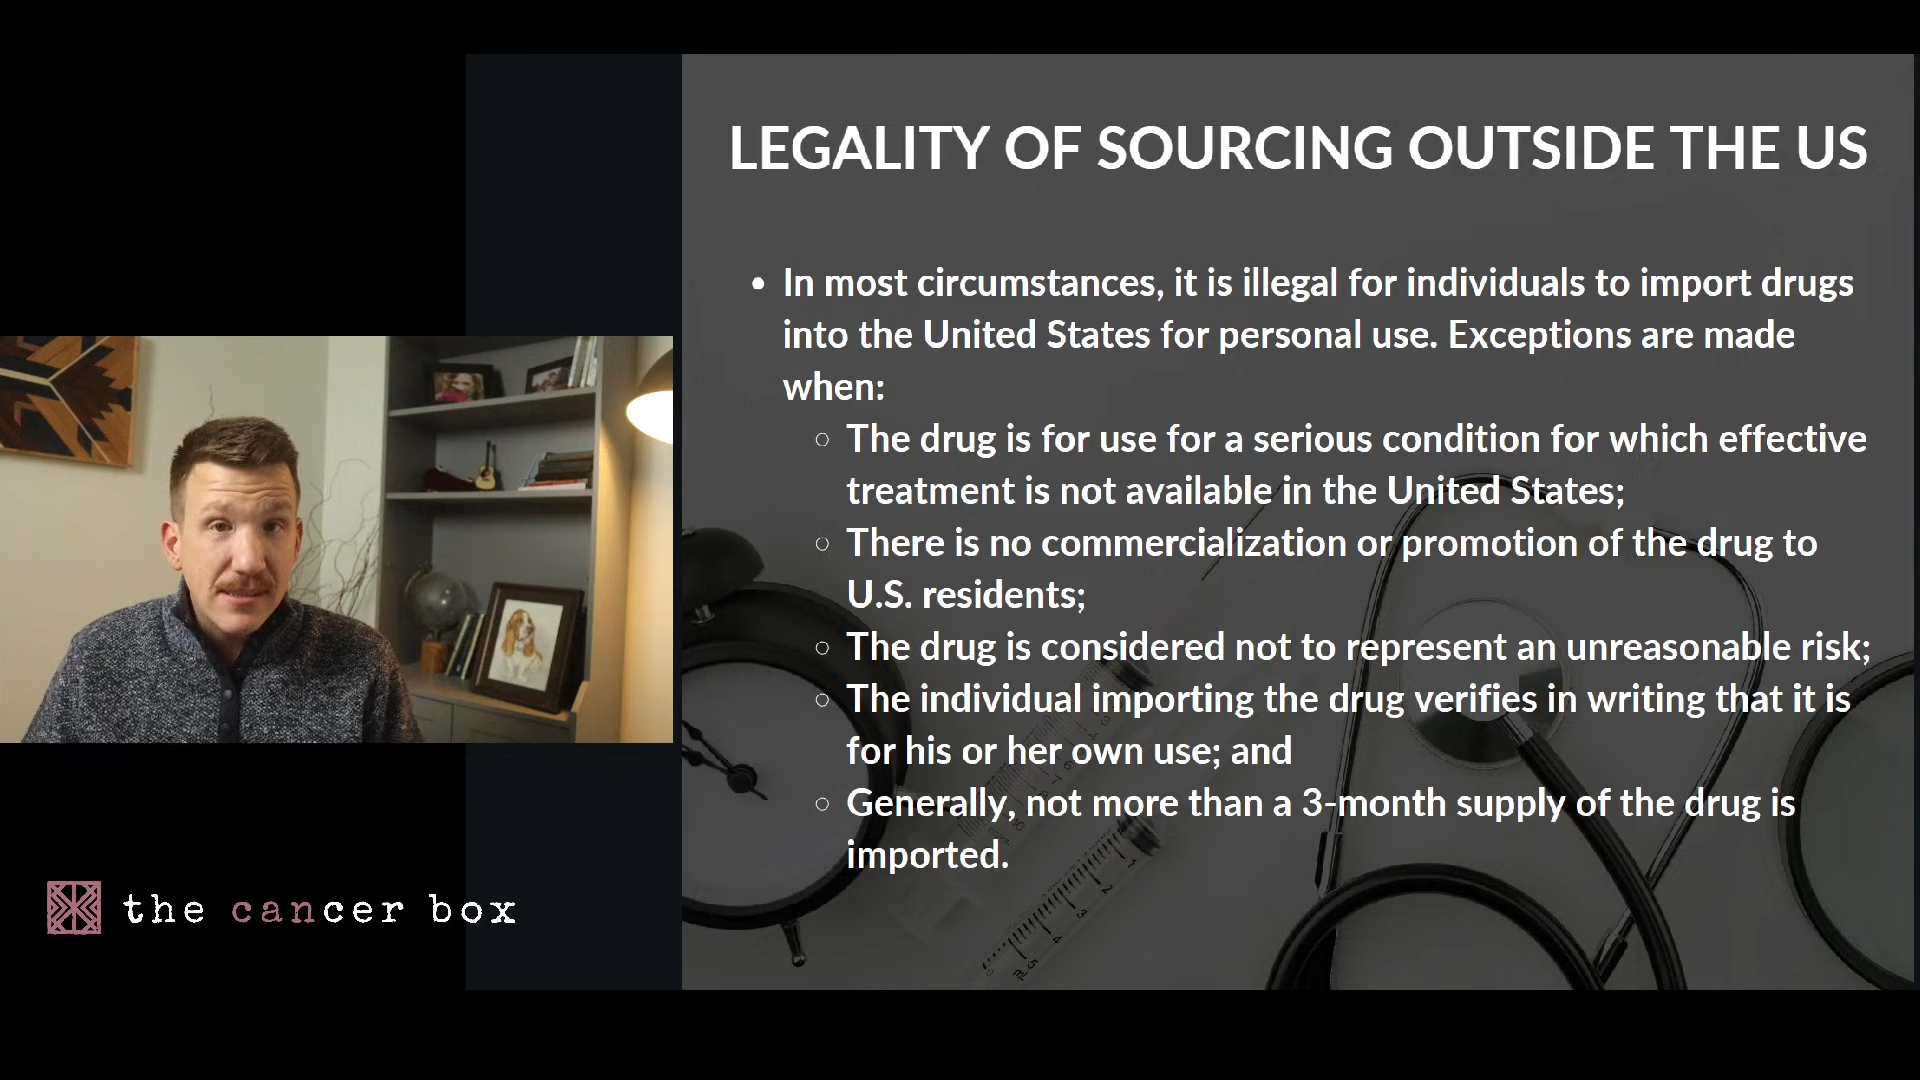 LEGALITY OF SOURCING OUTSIDE THE US
• In most circumstances, it is illegal for individuals to import drugs
into the United States for personal use. Exceptions are made
when:
○ The drug is for use for a serious condition for which effective
treatment is not available in the United States;
○ There is no commercialization or promotion of the drug to
U.S. residents;
○ The drug is considered not to represent an unreasonable risk;
○ The individual importing the drug verifies in writing that it is
for his or her own use; and
○ Generally, not more than a 3-month supply of the drug is
imported.
the cancer box